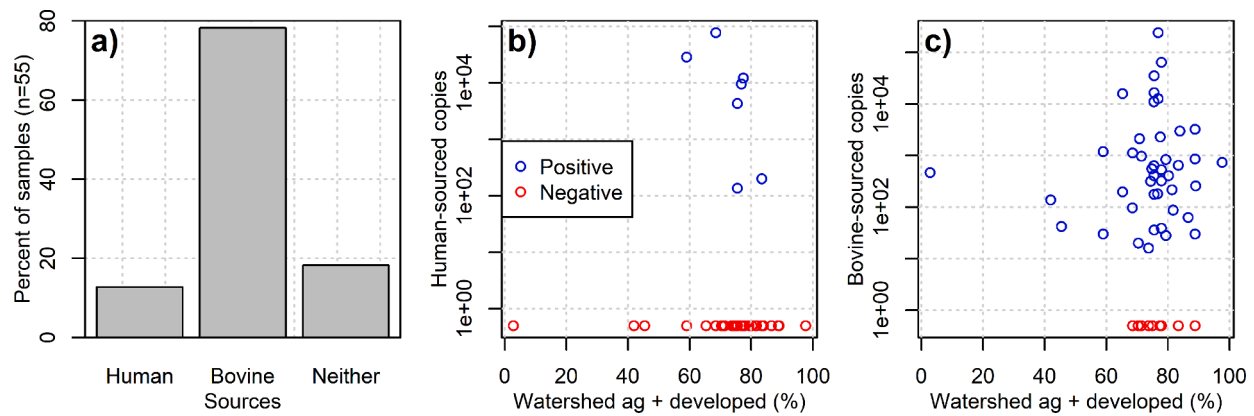 a)
Percent of samples (n=55)
0 20 40 60 80
Human Bovine Neither
Sources
b)
Human-sourced copies
1e+00 1e+02 1e+04
Positive
Negative
0 20 40 60 80 100
Watershed ag + developed (%)
c)
Bovine-sourced copies
1e+00 1e+02 1e+04
0 20 40 60 80 100
Watershed ag + developed (%)